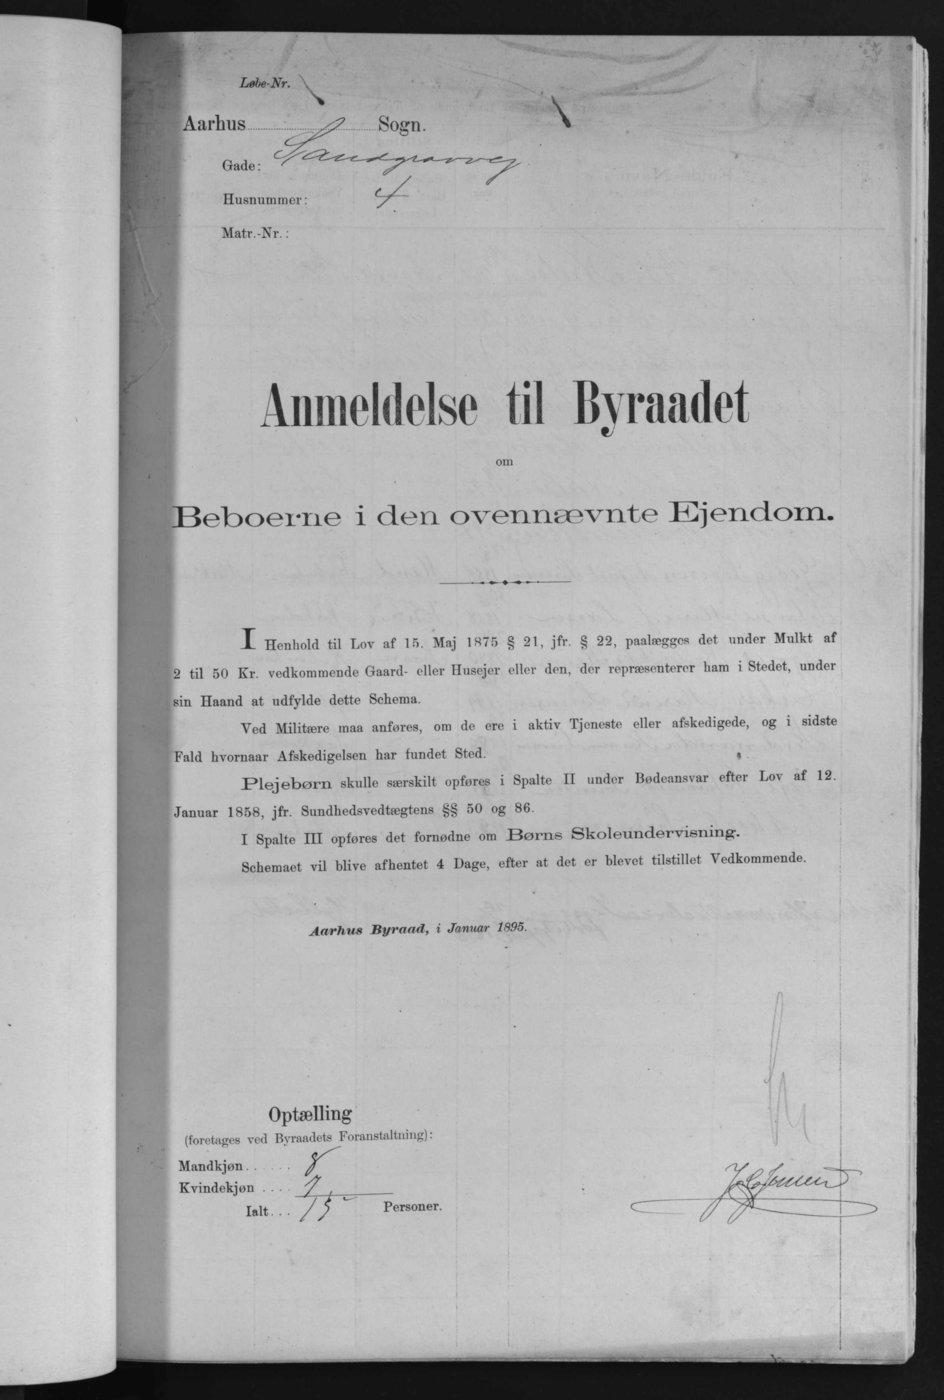 Løbe-Nr.
Aarhus Sogn.
Gade: Sandgravvej
Husnummer: 4
Matr.-Nr.:
Anmeldelse til Byraadet
om
Beboerne i den ovennævnte Ejendom.
I Henhold til Lov af 15. Maj 1875 § 21, jfr. § 22, paalægges det under Mulkt af
2 til 50 Kr. vedkommende Gaard- eller Husejer eller den, der repræsenterer ham i Stedet, under
sin Haand at udfylde dette Schema.
Ved Militære maa anføres, om de ere i aktiv Tjeneste eller afskedigede, og i sidste
Fald hvornaar Afskedigelsen har fundet Sted.
Plejebørn skulle særskilt opføres i Spalte II under Bødeansvar efter Lov af 12.
Januar 1858, jfr. Sundhedsvedtægtens §§ 50 og 86.
I Spalte III opføres det fornødne om Børns Skoleundervisning.
Schemaet vil blive afhentet 4 Dage, efter at det er blevet tilstillet Vedkommende.
Aarhus Byraad, i Januar 1895.
Optælling
(foretages ved Byraadets Foranstaltning):
Mandkjøn...... 8
Kvindekjøn .... 7
Ialt... 15 Personer.